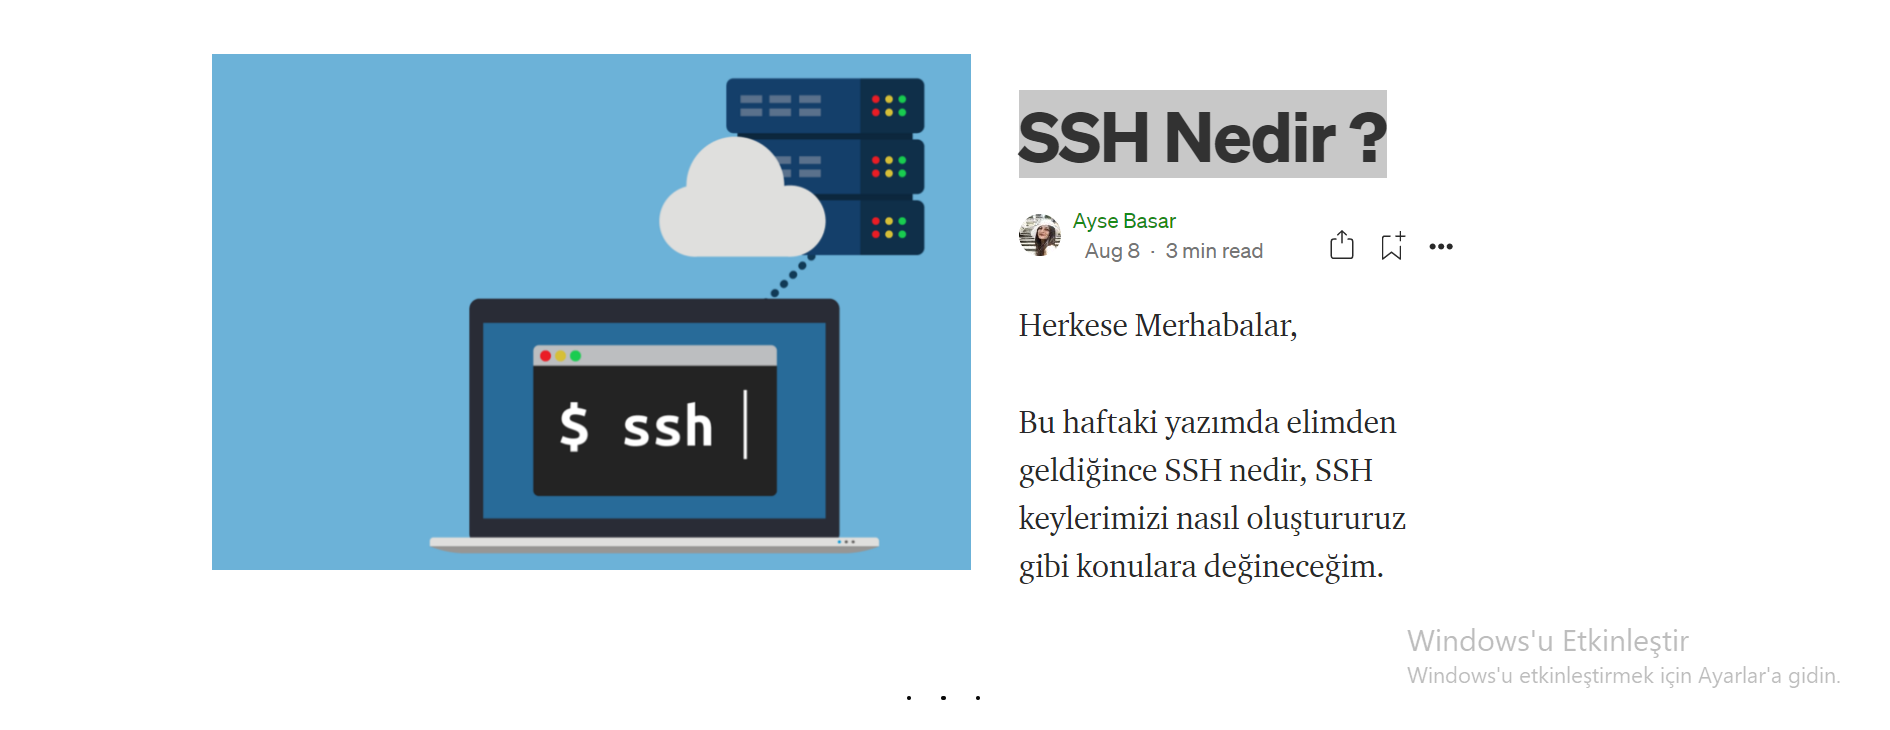 $ ssh
SSH Nedir ?
Ayse Basar
Aug 8 · 3 min read
Herkese Merhabalar,
Bu haftaki yazımda elimden
geldiğince SSH nedir, SSH
keylerimizi nasıl oluştururuz
gibi konulara değineceğim.
Windows'u Etkinleştir
Windows'u etkinleştirmek için Ayarlar'a gidin.
. . .